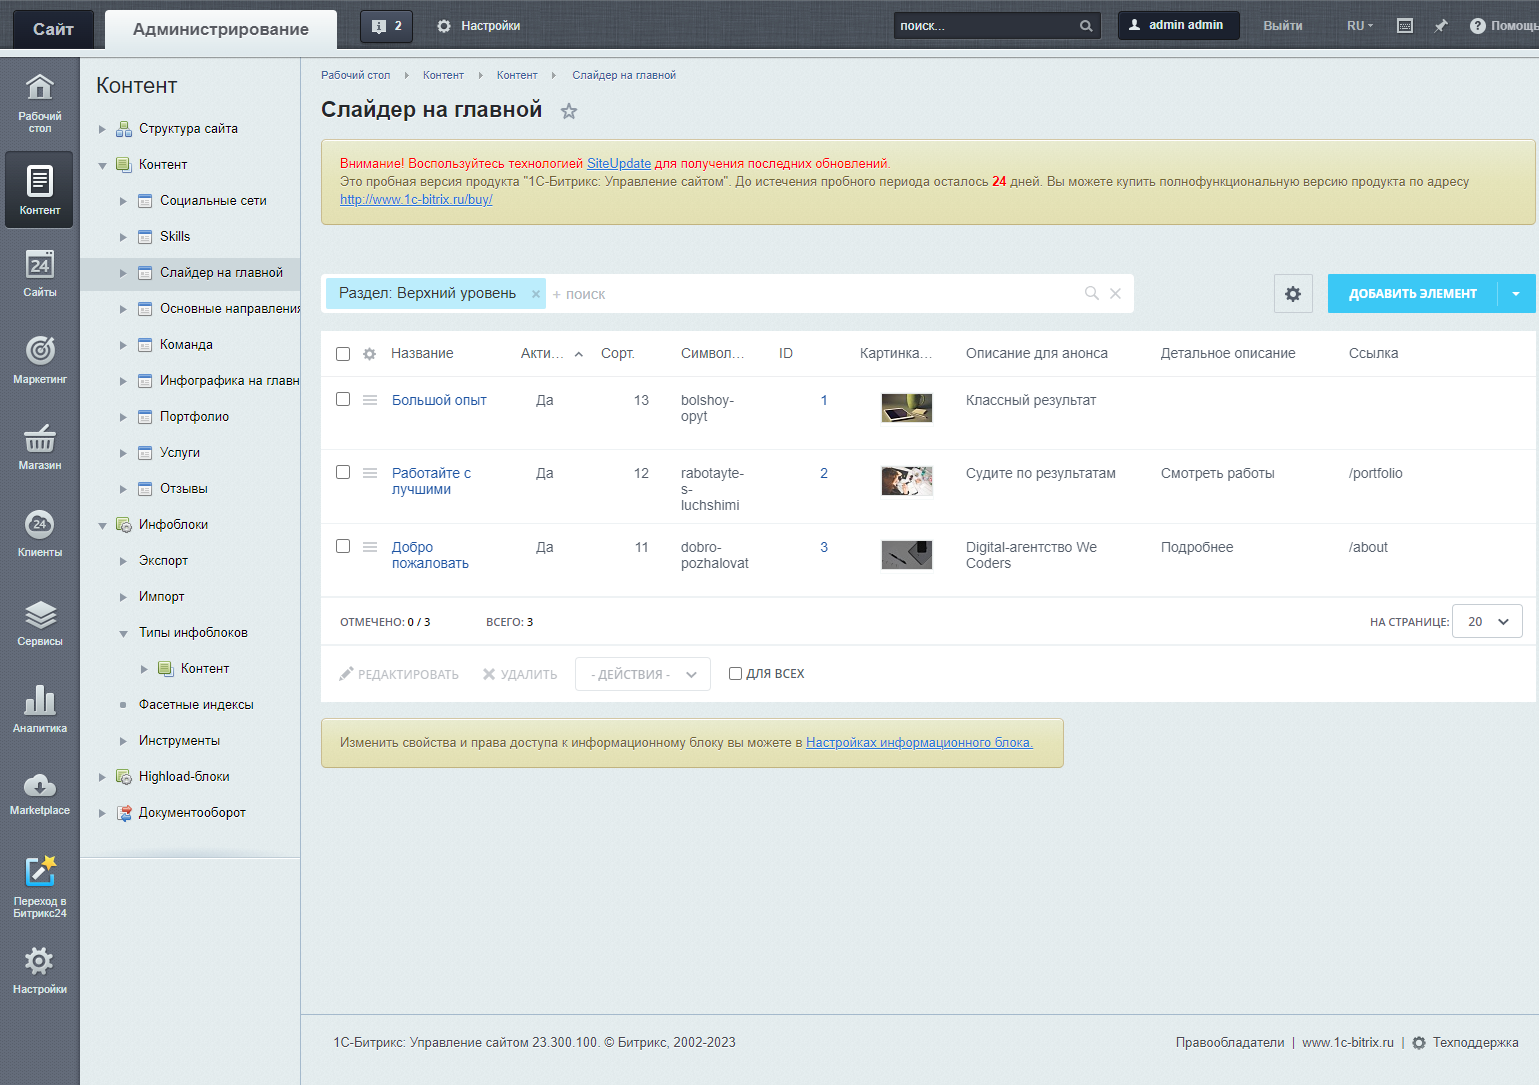 Сайт
Администрирование
2
Настройки
поиск...
admin admin
Выйти
RU
Помощь
Рабочий стол
Контент
24
Сайты
Маркетинг
Магазин
24
Клиенты
Сервисы
Аналитика
Marketplace
Переход в Битрикс24
Настройки
Контент
Структура сайта
Контент
Социальные сети
Skills
Слайдер на главной
Основные направления
Команда
Инфографика на главн
Портфолио
Услуги
Отзывы
Инфоблоки
Экспорт
Импорт
Типы инфоблоков
Контент
Фасетные индексы
Инструменты
Highload-блоки
Документооборот
Рабочий стол Контент Контент Слайдер на главной
Слайдер на главной
Внимание! Воспользуйтесь технологией SiteUpdate для получения последних обновлений.
Это пробная версия продукта "1С-Битрикс: Управление сайтом". До истечения пробного периода осталось 24 дней. Вы можете купить полнофункциональную версию продукта по адресу
http://www.1c-bitrix.ru/buy/
Раздел: Верхний уровень × + поиск
ДОБАВИТЬ ЭЛЕМЕНТ
Название Акти... Сорт. Символ... ID Картинка... Описание для анонса Детальное описание Ссылка
Большой опыт Да 13 bolshoy-opyt 1 Классный результат
Работайте с лучшими Да 12 rabotayte-s-luchshimi 2 Судите по результатам Смотреть работы /portfolio
Добро пожаловать Да 11 dobro-pozhalovat 3 Digital-агентство We Coders Подробнее /about
ОТМЕЧЕНО: 0 / 3 ВСЕГО: 3 НА СТРАНИЦЕ: 20
РЕДАКТИРОВАТЬ УДАЛИТЬ - ДЕЙСТВИЯ - ДЛЯ ВСЕХ
Изменить свойства и права доступа к информационному блоку вы можете в Настройках информационного блока.
1С-Битрикс: Управление сайтом 23.300.100. © Битрикс, 2002-2023
Правообладатели | www.1c-bitrix.ru | Техподдержка